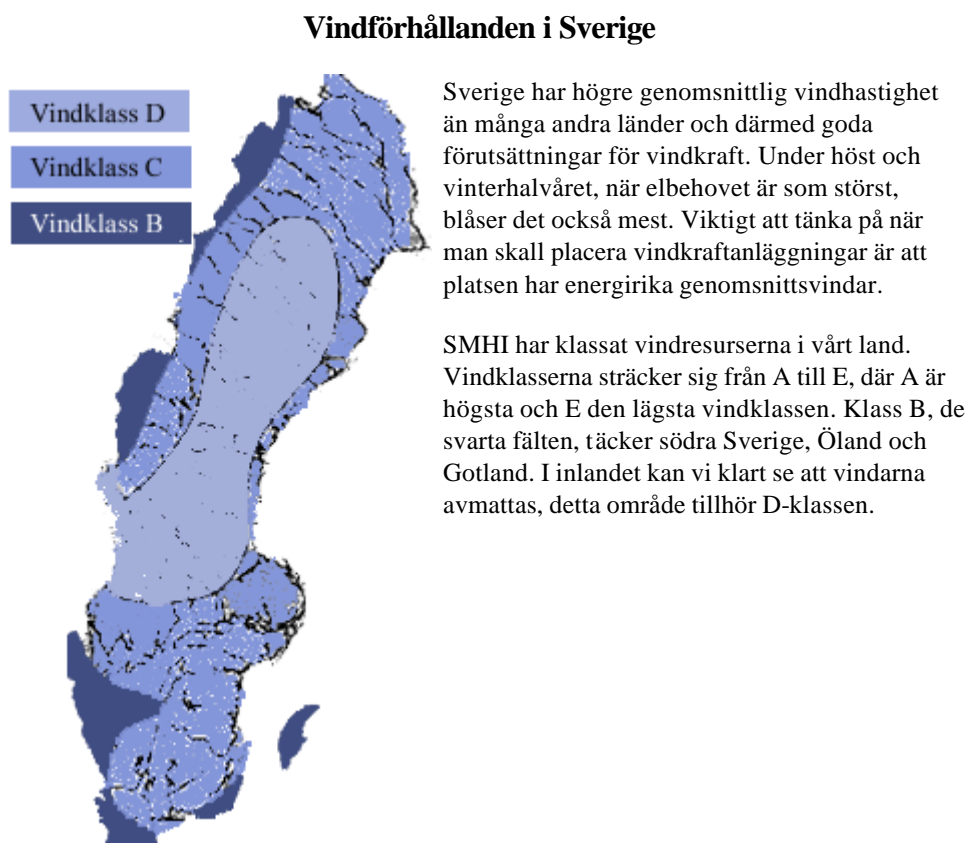 Vindförhållanden i Sverige
Vindklass D
Vindklass C
Vindklass B
Sverige har högre genomsnittlig vindhastighet
än många andra länder och därmed goda
förutsättningar för vindkraft. Under höst och
vinterhalvåret, när elbehovet är som störst,
blåser det också mest. Viktigt att tänka på när
man skall placera vindkraftanläggningar är att
platsen har energirika genomsnittsvindar.
SMHI har klassat vindresurserna i vårt land.
Vindklasserna sträcker sig från A till E, där A är
högsta och E den lägsta vindklassen. Klass B, de
svarta fälten, täcker södra Sverige, Öland och
Gotland. I inlandet kan vi klart se att vindarna
avmattas, detta område tillhör D-klassen.